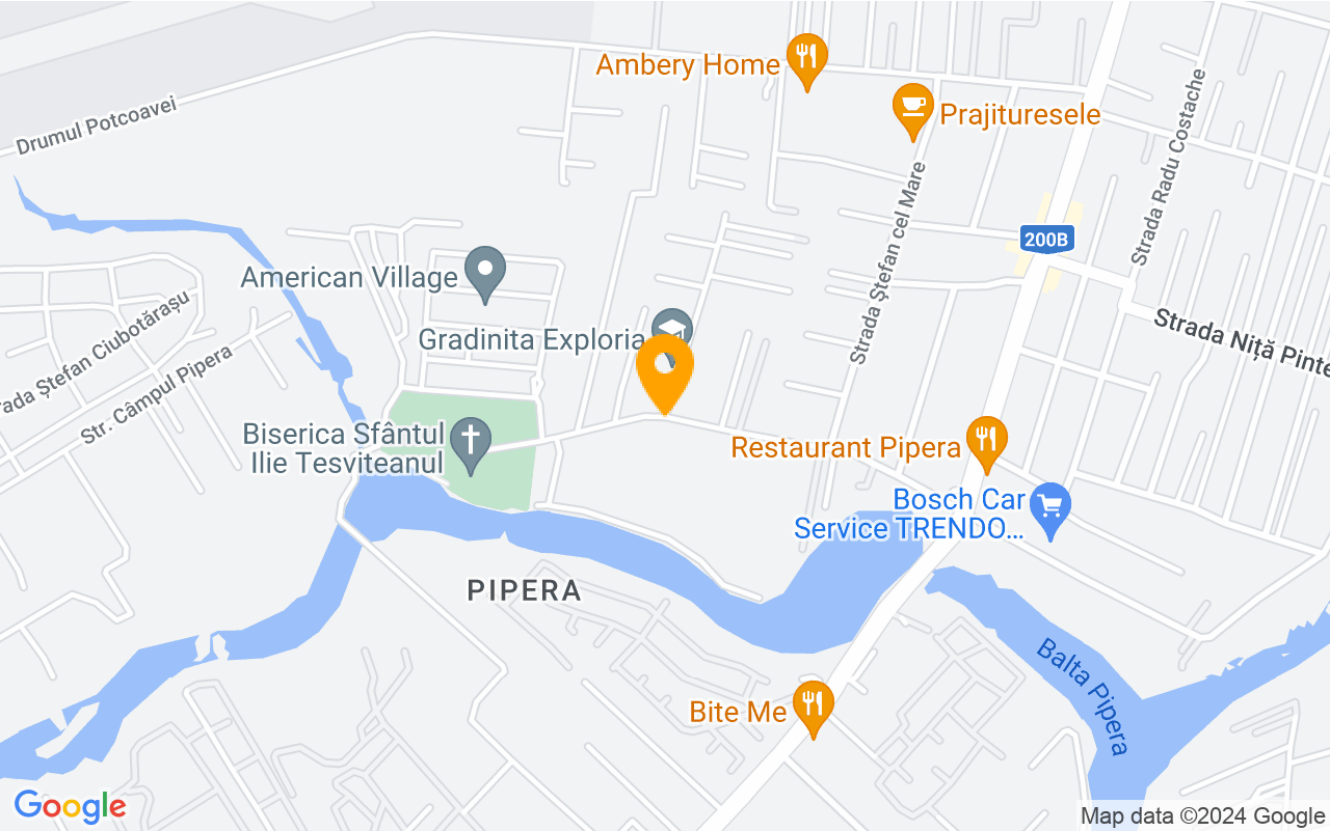 Ambery Home
Prajituresele
Drumul Potcoavei
Strada Radu Costache
Strada Ștefan cel Mare
200B
American Village
Strada Niță Pinte
Gradinita Exploria
rada Ștefan Ciubotărașu
Str. Câmpul Pipera
Biserica Sfântul
Ilie Tesviteanul
Restaurant Pipera
Bosch Car
Service TRENDO...
PIPERA
Balta Pipera
Bite Me
Google
Map data ©2024 Google